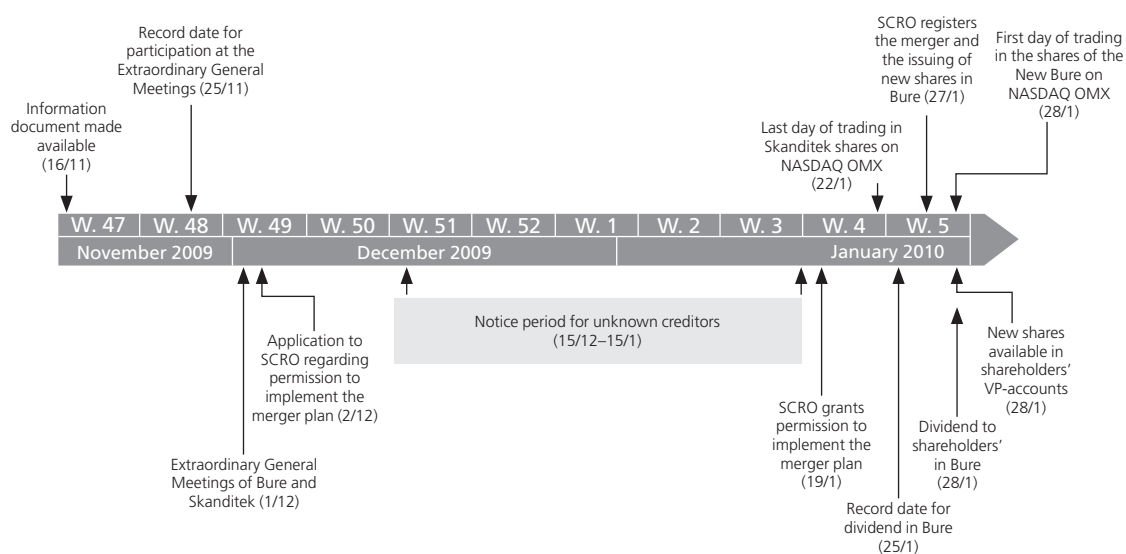 Information
document made
available
(16/11)
Record date for
participation at the
Extraordinary General
Meetings (25/11)
Last day of trading in
Skanditek shares on
NASDAQ OMX
(22/1)
SCRO registers
the merger and
the issuing of
new shares in
Bure (27/1)
First day of trading
in the shares of the
New Bure on
NASDAQ OMX
(28/1)
W. 47 W. 48 W. 49 W. 50 W. 51 W. 52 W. 1 W. 2 W. 3 W. 4 W. 5
November 2009 December 2009 January 2010
Extraordinary General
Meetings of Bure and
Skanditek (1/12)
Application to
SCRO regarding
permission to
implement the
merger plan (2/12)
Notice period for unknown creditors
(15/12–15/1)
SCRO grants
permission to
implement the
merger plan
(19/1)
Record date for
dividend in Bure
(25/1)
Dividend to
shareholders'
in Bure
(28/1)
New shares
available in
shareholders'
VP-accounts
(28/1)